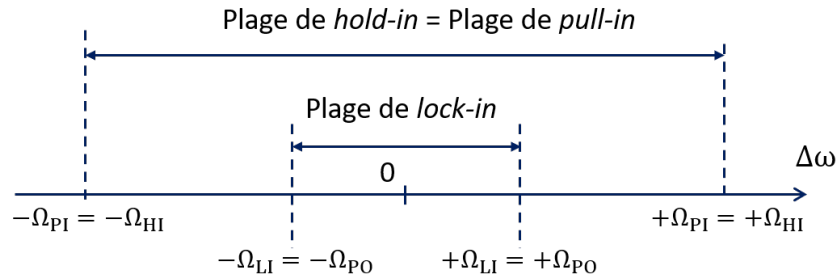 Plage de hold-in = Plage de pull-in
Plage de lock-in
0
Δω
−Ω_PI = −Ω_HI
+Ω_PI = +Ω_HI
−Ω_LI = −Ω_PO
+Ω_LI = +Ω_PO